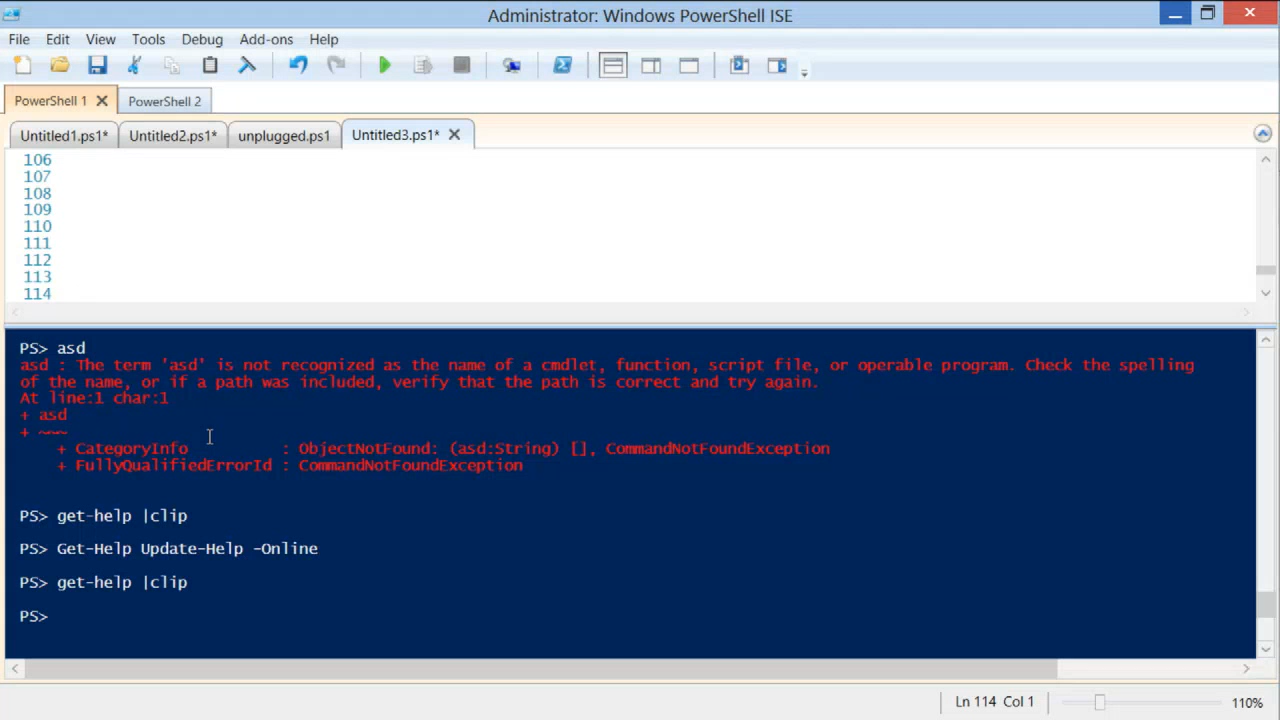 Administrator: Windows PowerShell ISE
File Edit View Tools Debug Add-ons Help
PowerShell 1 PowerShell 2
Untitled1.ps1* Untitled2.ps1* unplugged.ps1 Untitled3.ps1*
106
107
108
109
110
111
112
113
114
PS> asd
asd : The term 'asd' is not recognized as the name of a cmdlet, function, script file, or operable program. Check the spelling
of the name, or if a path was included, verify that the path is correct and try again.
At line:1 char:1
+ asd
+ ~~~
+ CategoryInfo : ObjectNotFound: (asd:String) [], CommandNotFoundException
+ FullyQualifiedErrorId : CommandNotFoundException
PS> get-help |clip
PS> Get-Help Update-Help -Online
PS> get-help |clip
PS>
Ln 114 Col 1 110%